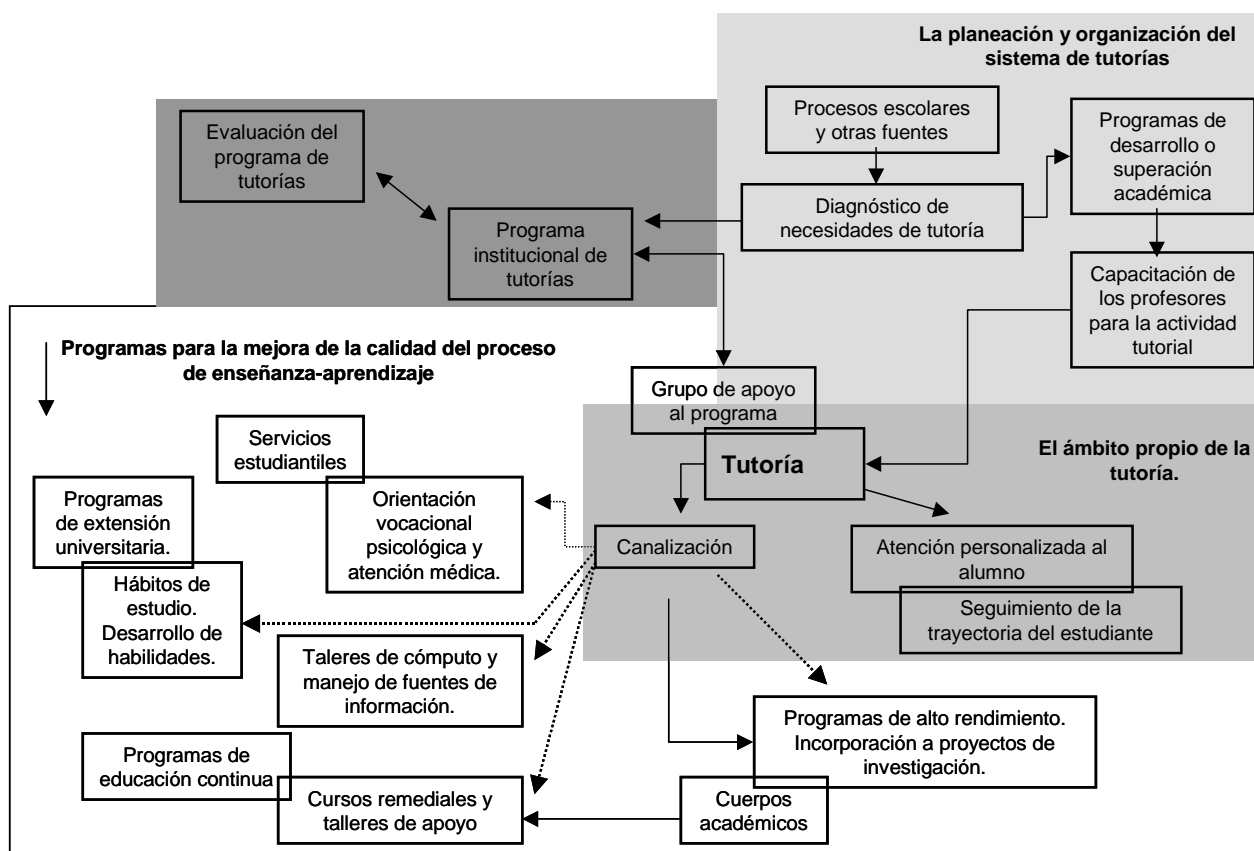 La planeación y organización del
sistema de tutorías
Procesos escolares
y otras fuentes
Programas de
desarrollo o
superación
académica
Evaluación del
programa de
tutorías
Diagnóstico de
necesidades de tutoría
Programa
institucional de
tutorías
Capacitación de
los profesores
para la actividad
tutorial
Programas para la mejora de la calidad del proceso
de enseñanza-aprendizaje
Grupo de apoyo
al programa
Servicios
estudiantiles
Tutoría
El ámbito propio de la
tutoría.
Programas
de extensión
universitaria.
Orientación
vocacional
psicológica y
atención médica.
Canalización
Atención personalizada al
alumno
Hábitos de
estudio.
Desarrollo de
habilidades.
Seguimiento de la
trayectoria del estudiante
Taleres de cómputo y
manejo de fuentes de
información.
Programas de alto rendimiento.
Incorporación a proyectos de
investigación.
Programas de
educación continua
Cursos remediales y
talleres de apoyo
Cuerpos
académicos